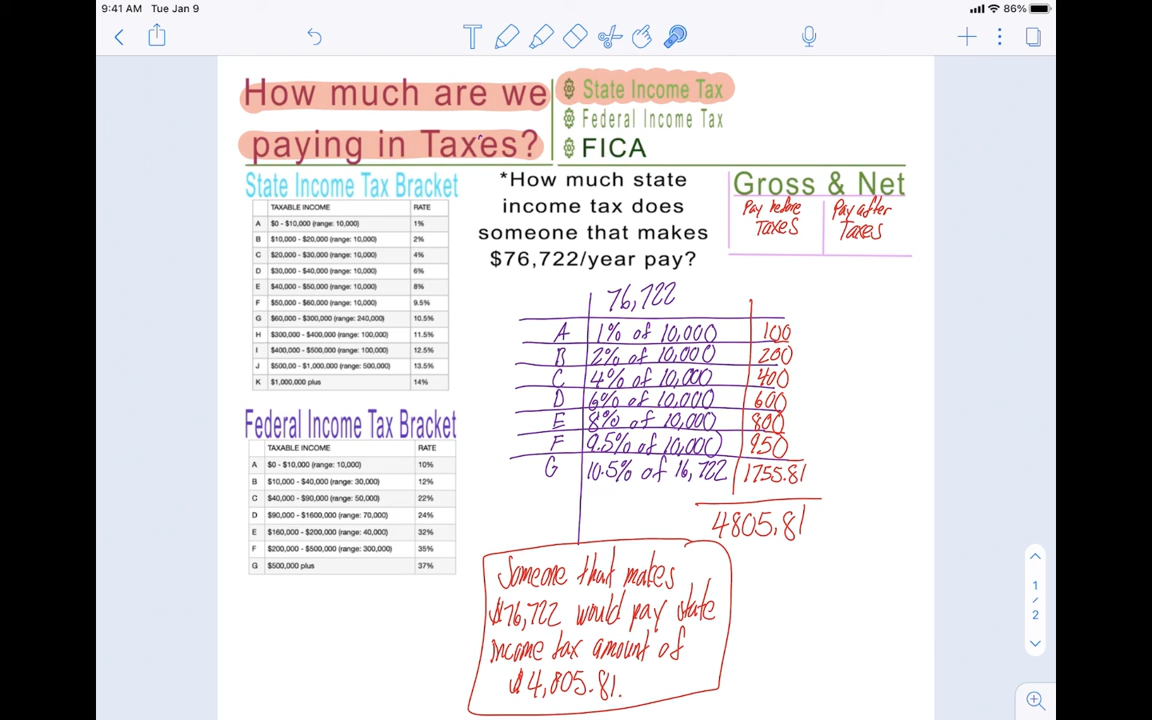 9:41 AM Tue Jan 9
86%
How much are we
paying in Taxes?
State Income Tax
Federal Income Tax
FICA
State Income Tax Bracket
TAXABLE INCOME RATE
A $0 - $10,000 (range: 10,000) 1%
B $10,000 - $20,000 (range: 10,000) 2%
C $20,000 - $30,000 (range: 10,000) 4%
D $30,000 - $40,000 (range: 10,000) 6%
E $40,000 - $50,000 (range: 10,000) 8%
F $50,000 - $60,000 (range: 10,000) 9.5%
G $60,000 - $300,000 (range: 240,000) 10.5%
H $300,000 - $400,000 (range: 100,000) 11.5%
I $400,000 - $500,000 (range: 100,000) 12.5%
J $500,00 - $1,000,000 (range: 500,000) 13.5%
K $1,000,000 plus 14%
Federal Income Tax Bracket
TAXABLE INCOME RATE
A $0 - $10,000 (range: 10,000) 10%
B $10,000 - $40,000 (range: 30,000) 12%
C $40,000 - $90,000 (range: 50,000) 22%
D $90,000 - $1600,000 (range: 70,000) 24%
E $160,000 - $200,000 (range: 40,000) 32%
F $200,000 - $500,000 (range: 300,000) 35%
G $500,000 plus 37%
*How much state
income tax does
someone that makes
$76,722/year pay?
Gross & Net
Pay before Pay after
Taxes Taxes
76,722
A 1% of 10,000 100
B 2% of 10,000 200
C 4% of 10,000 400
D 6% of 10,000 600
E 8% of 10,000 800
F 9.5% of 10,000 950
G 10.5% of 16,722 1755.81
4805.81
Someone that makes
$76,722 would pay state
income tax amount of
$4,805.81.
1
/
2